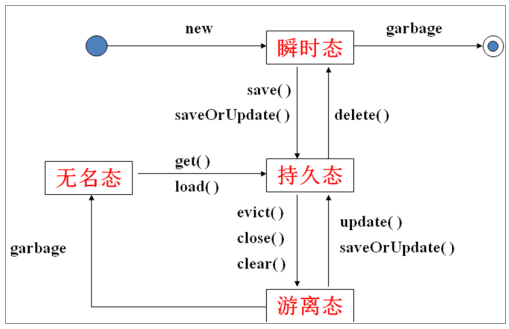 new
garbage
瞬时态
save( )
saveOrUpdate( )
delete( )
get( )
load( )
无名态
持久态
evict( )
close( )
clear( )
update( )
saveOrUpdate( )
garbage
游离态